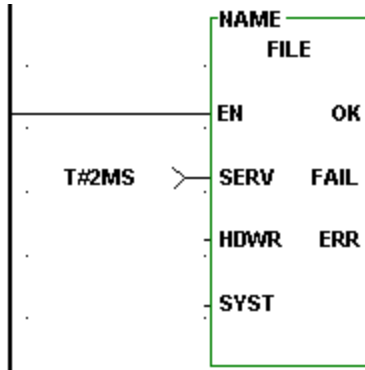 NAME
FILE
EN OK
T#2MS SERV FAIL
HDWR ERR
SYST